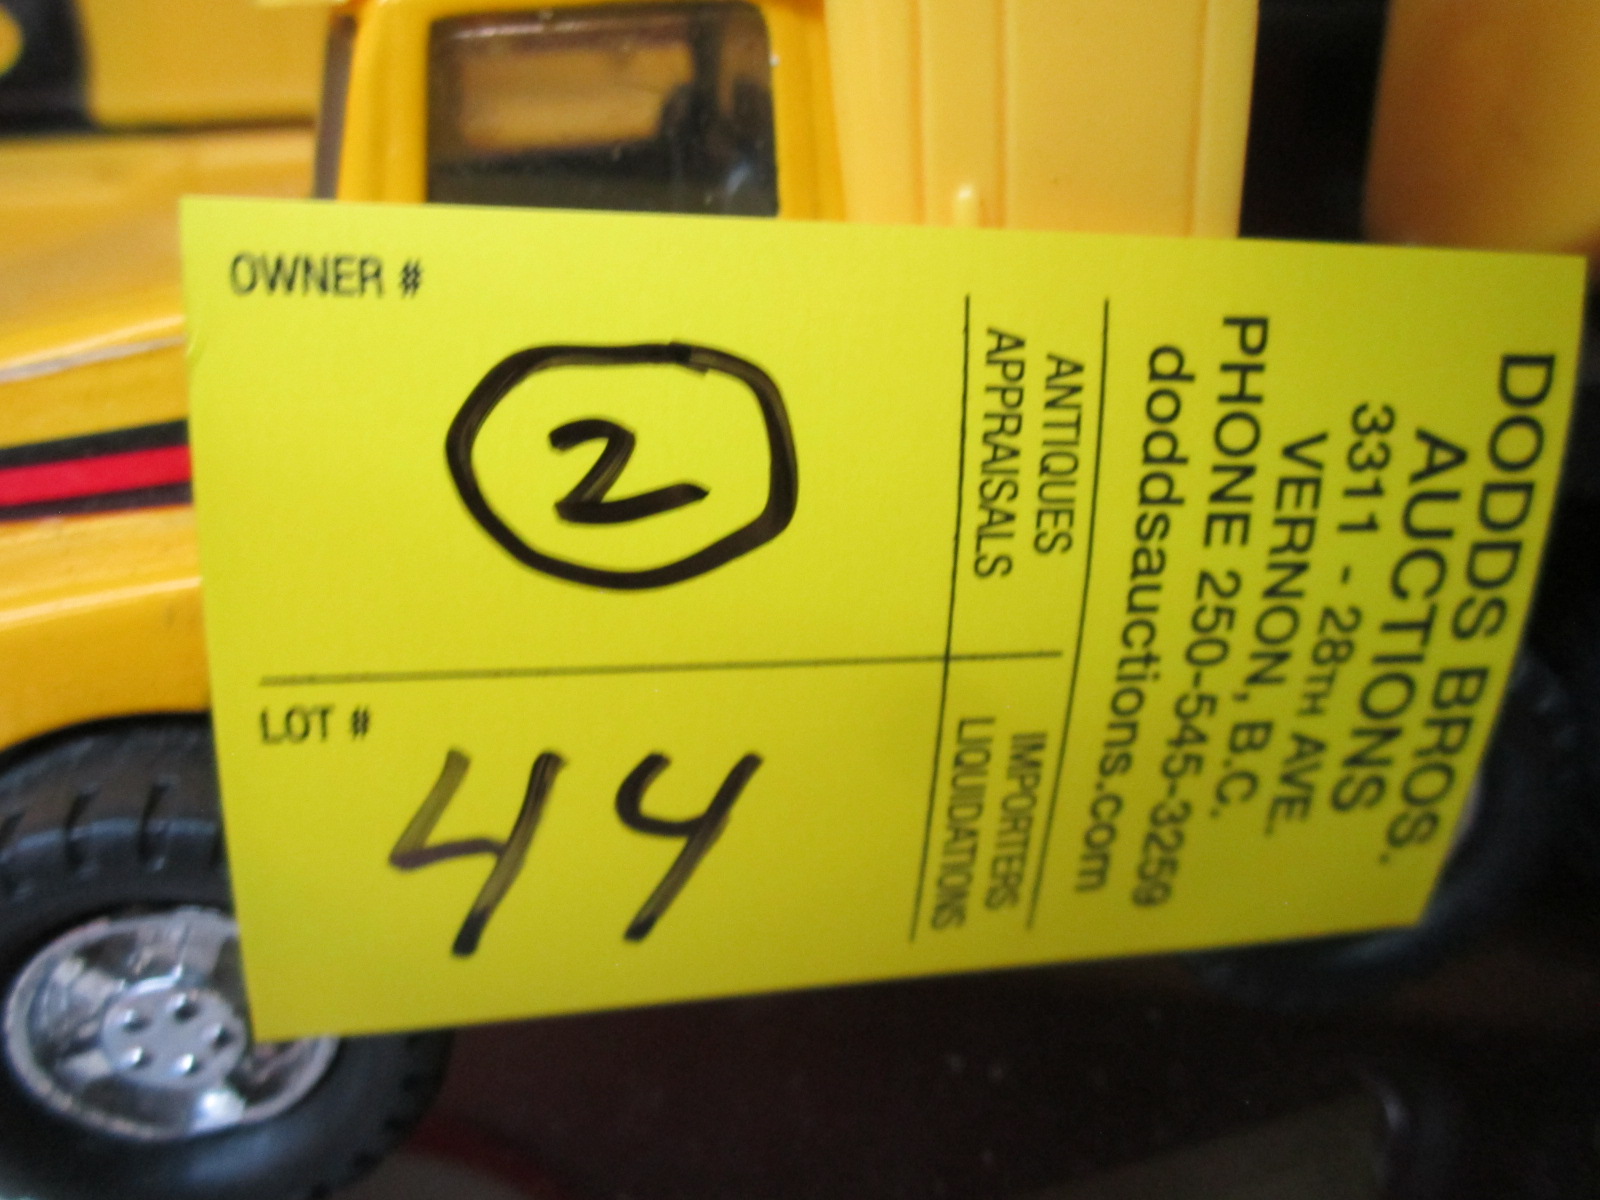 OWNER #
2
LOT #
44
DODDS BROS.
AUCTIONS
3311 - 28TH AVE.
VERNON, B.C.
PHONE 250-545-3259
doddsauctions.com
ANTIQUES IMPORTERS
APPRAISALS LIQUIDATIONS